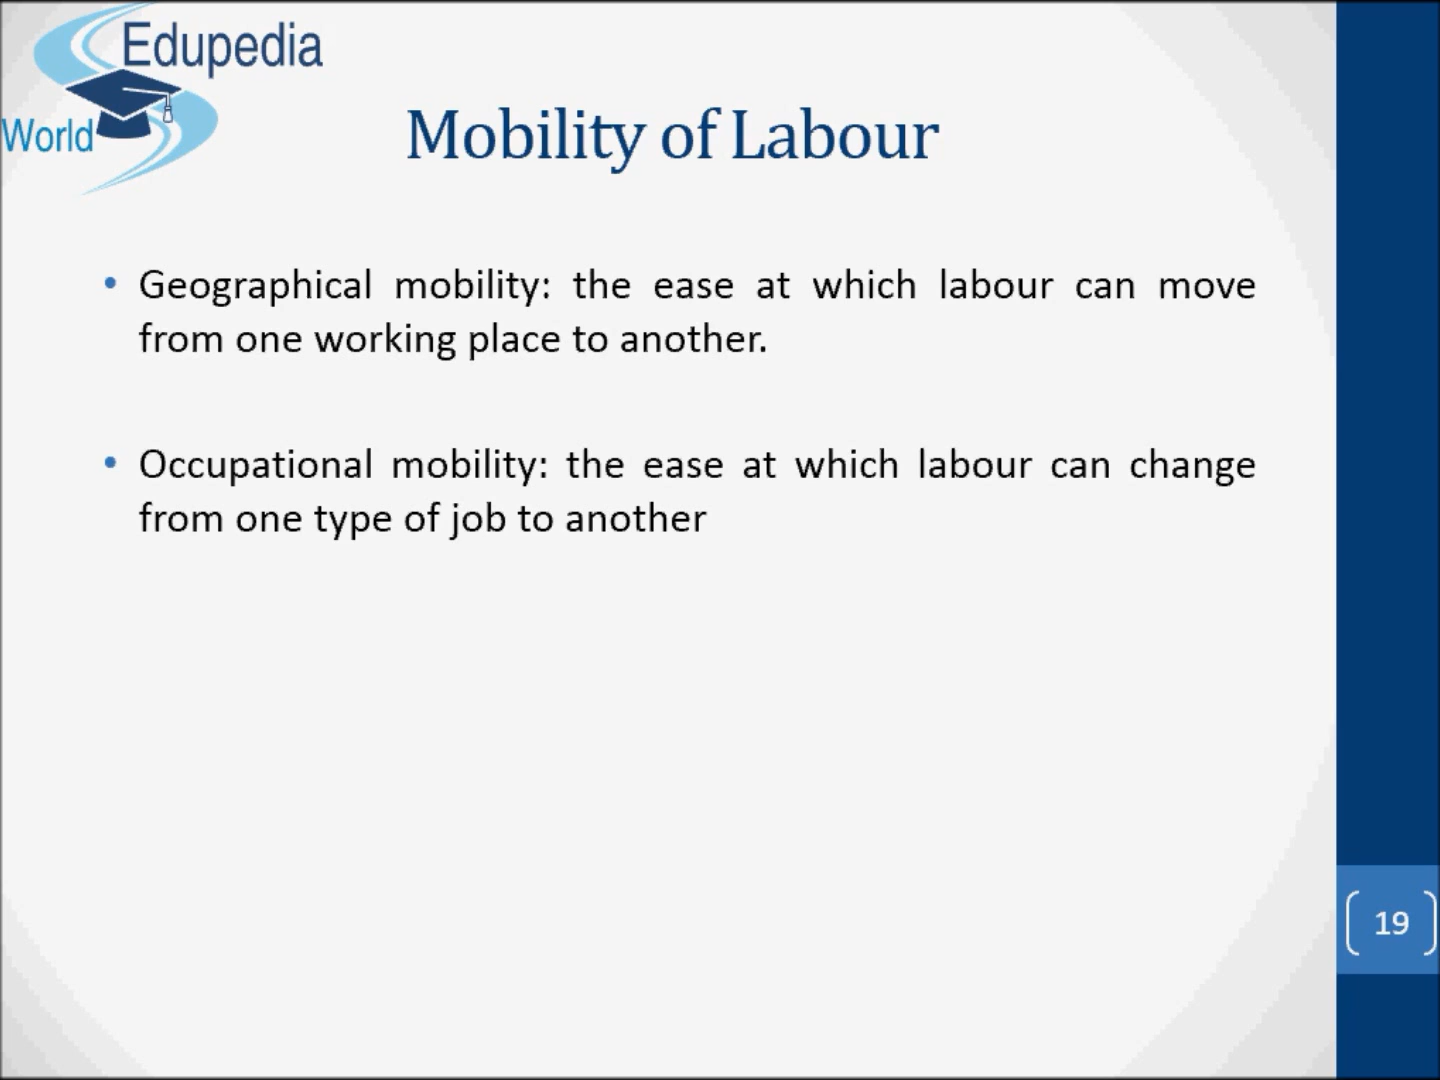 Edupedia
World
Mobility of Labour
• Geographical mobility: the ease at which labour can move
from one working place to another.
• Occupational mobility: the ease at which labour can change
from one type of job to another
19